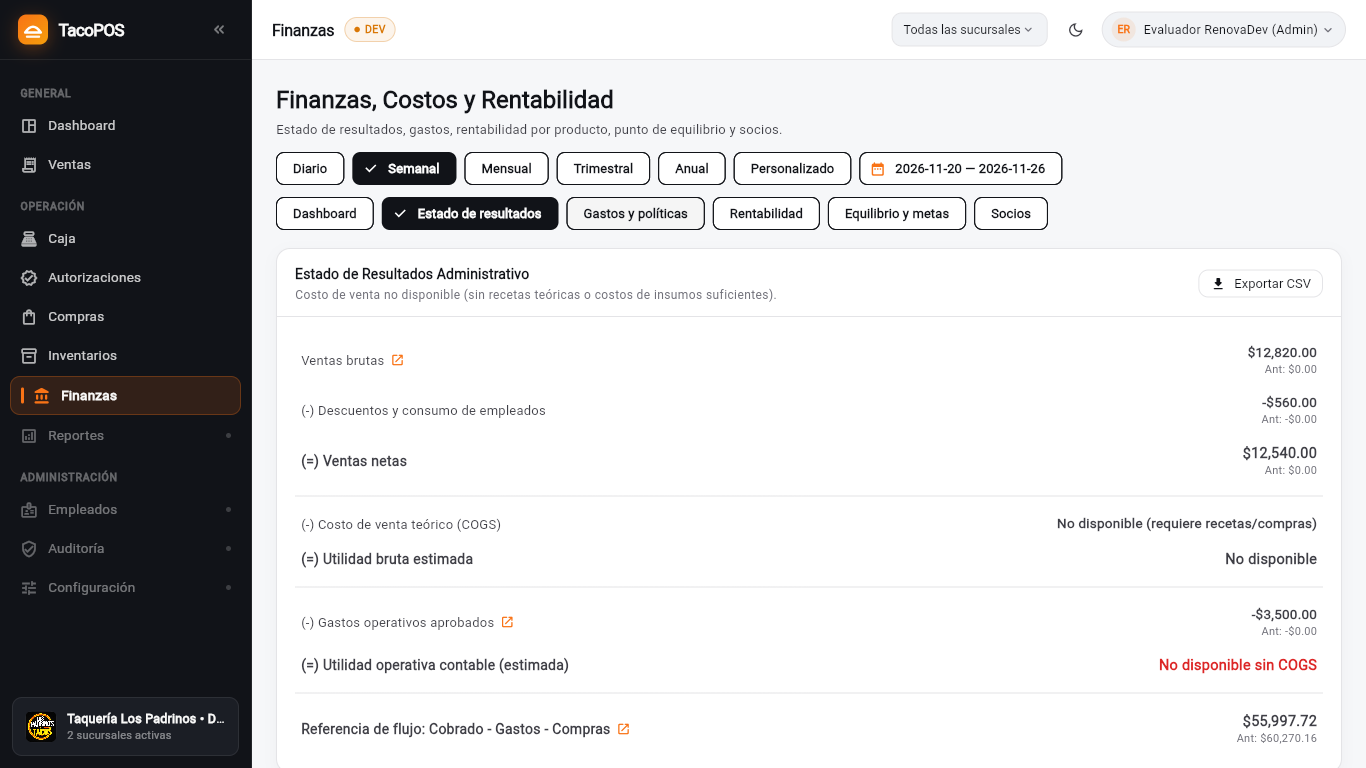 TacoPOS
Finanzas
DEV
Todas las sucursales
ER
Evaluador RenovaDev (Admin)
GENERAL
Dashboard
Ventas
OPERACIÓN
Caja
Autorizaciones
Compras
Inventarios
Finanzas
Reportes
ADMINISTRACIÓN
Empleados
Auditoría
Configuración
Taquería Los Padrinos • D...
2 sucursales activas
Finanzas, Costos y Rentabilidad
Estado de resultados, gastos, rentabilidad por producto, punto de equilibrio y socios.
Diario Semanal Mensual Trimestral Anual Personalizado 2026-11-20 — 2026-11-26
Dashboard Estado de resultados Gastos y políticas Rentabilidad Equilibrio y metas Socios
Estado de Resultados Administrativo
Costo de venta no disponible (sin recetas teóricas o costos de insumos suficientes).
Exportar CSV
Ventas brutas $12,820.00
Ant: $0.00
(-) Descuentos y consumo de empleados -$560.00
Ant: -$0.00
(=) Ventas netas $12,540.00
Ant: $0.00
(-) Costo de venta teórico (COGS) No disponible (requiere recetas/compras)
(=) Utilidad bruta estimada No disponible
(-) Gastos operativos aprobados -$3,500.00
Ant: -$0.00
(=) Utilidad operativa contable (estimada) No disponible sin COGS
Referencia de flujo: Cobrado - Gastos - Compras $55,997.72
Ant: $60,270.16